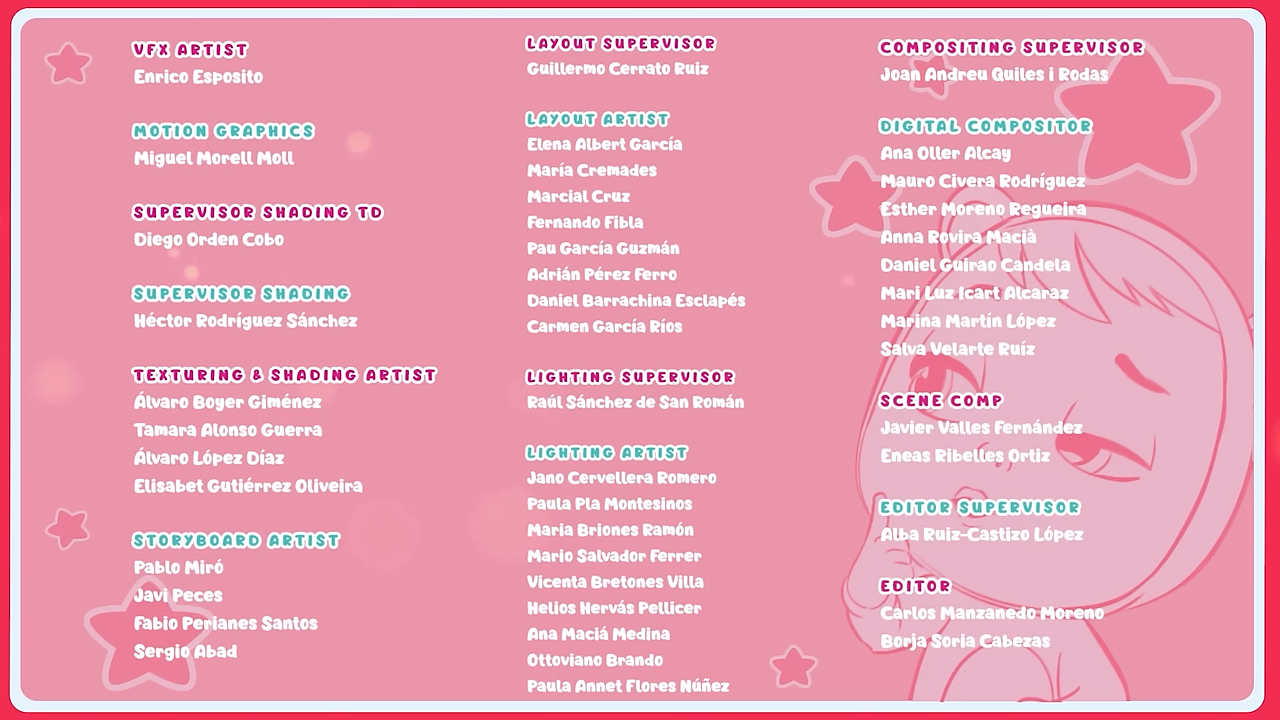 VFX ARTIST
Enrico Esposito
MOTION GRAPHICS
Miguel Morell Moll
SUPERVISOR SHADING TD
Diego Orden Cobo
SUPERVISOR SHADING
Héctor Rodríguez Sánchez
TEXTURING & SHADING ARTIST
Álvaro Boyer Giménez
Tamara Alonso Guerra
Álvaro López Díaz
Elisabet Gutiérrez Oliveira
STORYBOARD ARTIST
Pablo Miró
Javi Peces
Fabio Perianes Santos
Sergio Abad
LAYOUT SUPERVISOR
Guillermo Cerrato Ruiz
LAYOUT ARTIST
Elena Albert García
María Cremades
Marcial Cruz
Fernando Fibla
Pau García Guzmán
Adrián Pérez Ferro
Daniel Barrachina Esclapés
Carmen García Ríos
LIGHTING SUPERVISOR
Raúl Sánchez de San Román
LIGHTING ARTIST
Jano Cervellera Romero
Paula Pla Montesinos
Maria Briones Ramón
Mario Salvador Ferrer
Vicenta Bretones Villa
Helios Hervás Pellicer
Ana Maciá Medina
Ottoviano Brando
Paula Annet Flores Núñez
COMPOSITING SUPERVISOR
Joan Andreu Quiles i Rodas
DIGITAL COMPOSITOR
Ana Oller Alcay
Mauro Civera Rodríguez
Esther Moreno Regueira
Anna Rovira Macià
Daniel Guirao Candela
Mari Luz Icart Alcaraz
Marina Martín López
Salva Velarte Ruíz
SCENE COMP
Javier Valles Fernández
Eneas Ribelles Ortiz
EDITOR SUPERVISOR
Alba Ruiz-Castizo López
EDITOR
Carlos Manzanedo Moreno
Borja Soria Cabezas